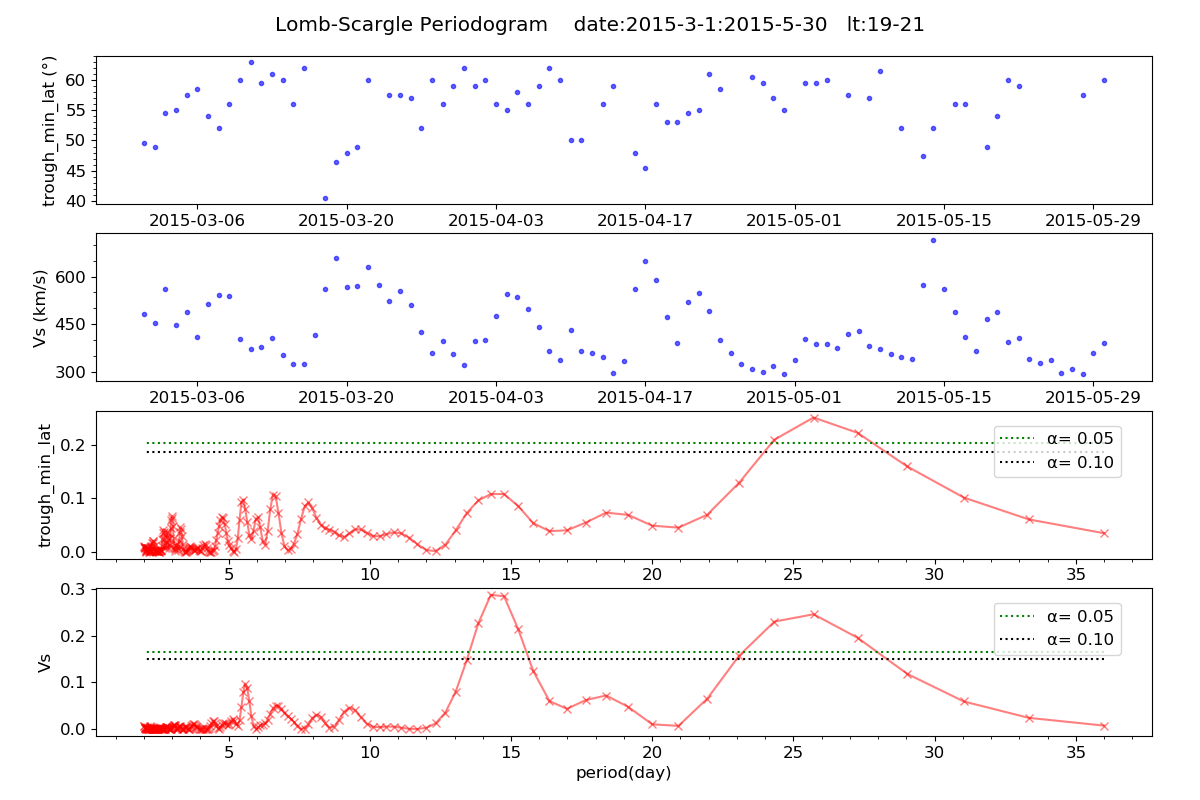 Lomb-Scargle Periodogram    date:2015-3-1:2015-5-30   lt:19-21
trough_min_lat (°)
60
55
50
45
40
2015-03-06 2015-03-20 2015-04-03 2015-04-17 2015-05-01 2015-05-15 2015-05-29
Vs (km/s)
600
450
300
2015-03-06 2015-03-20 2015-04-03 2015-04-17 2015-05-01 2015-05-15 2015-05-29
trough_min_lat
0.2
0.1
0.0
α= 0.05
α= 0.10
5 10 15 20 25 30 35
Vs
0.3
0.2
0.1
0.0
α= 0.05
α= 0.10
5 10 15 20 25 30 35
period(day)